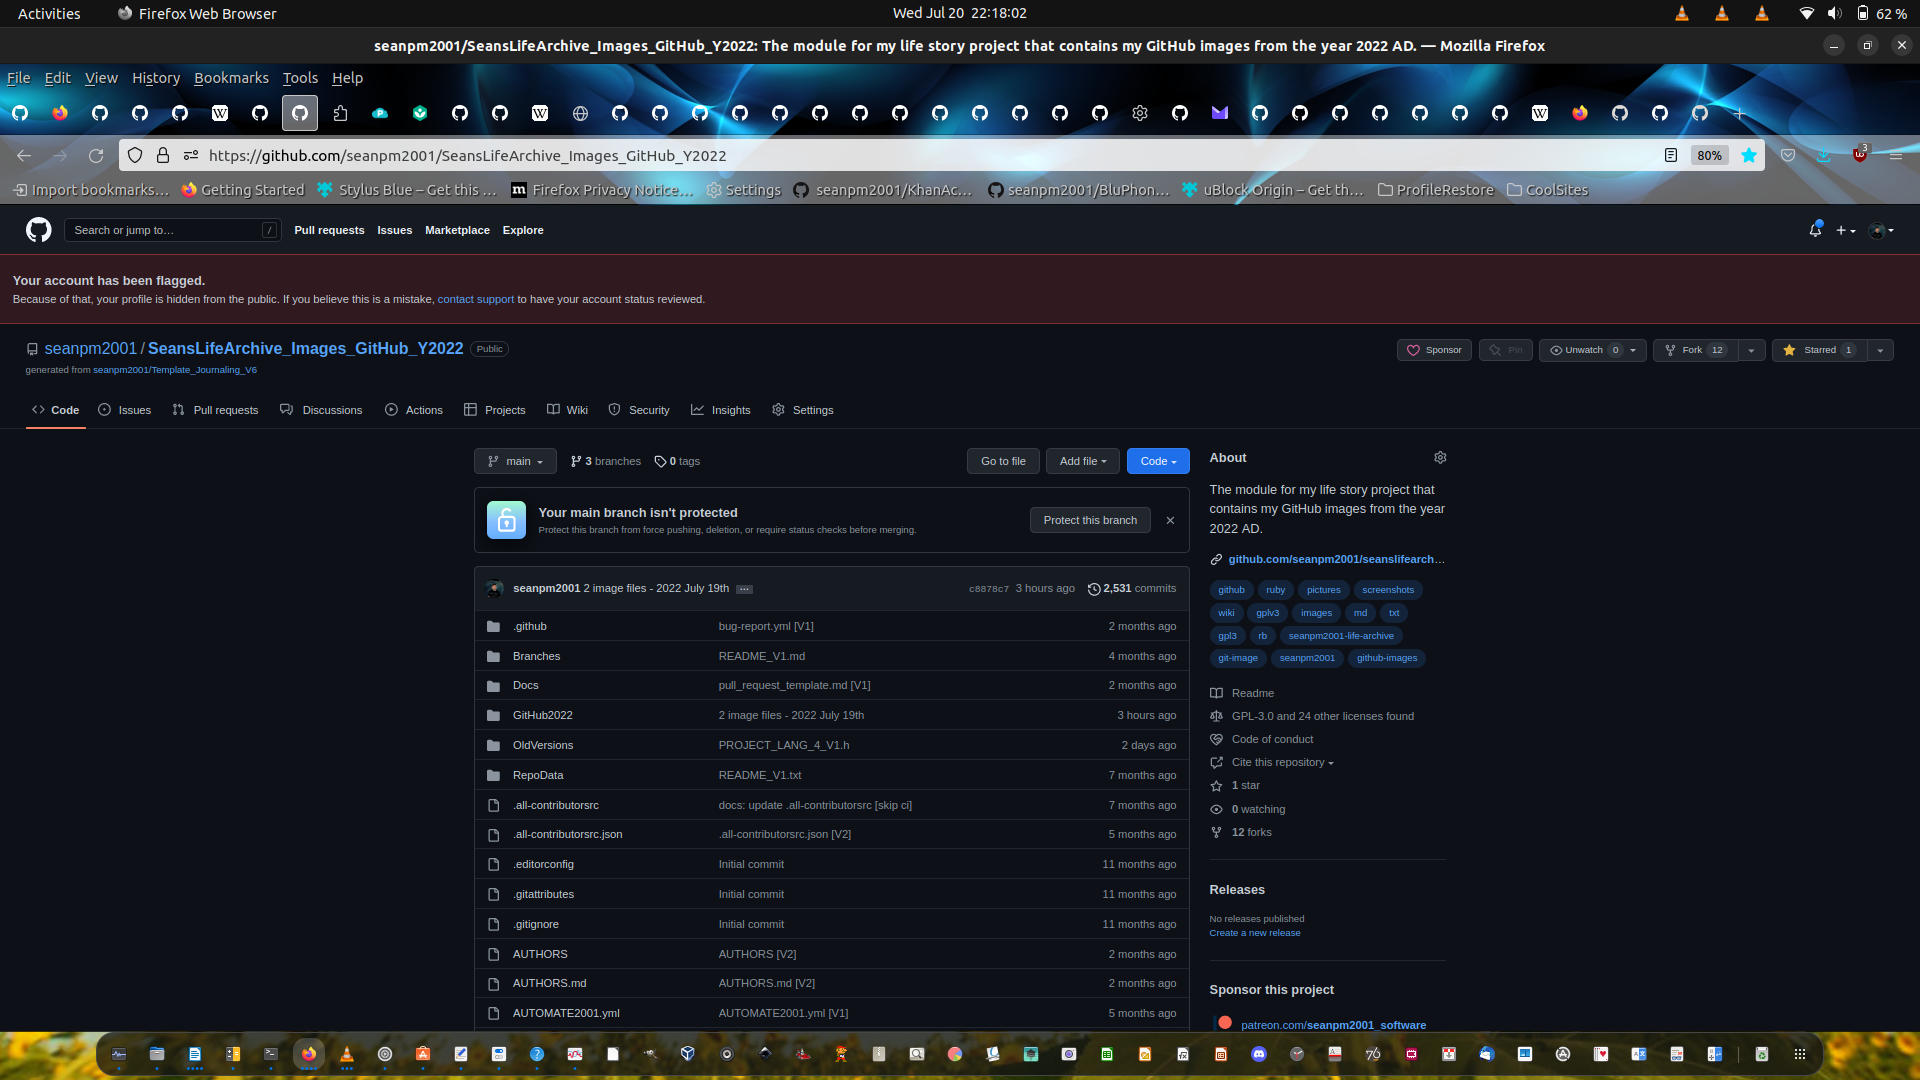 Activities
Firefox Web Browser
Wed Jul 20 22:18:02
62 %
seanpm2001/SeansLifeArchive_Images_GitHub_Y2022: The module for my life story project that contains my GitHub images from the year 2022 AD. — Mozilla Firefox
File Edit View History Bookmarks Tools Help
https://github.com/seanpm2001/SeansLifeArchive_Images_GitHub_Y2022
80%
3
Import bookmarks…
Getting Started
Stylus Blue – Get this …
Firefox Privacy Notice…
Settings
seanpm2001/KhanAc…
seanpm2001/BluPhon…
uBlock Origin – Get th…
ProfileRestore
CoolSites
Search or jump to…
/
Pull requests Issues Marketplace Explore
Your account has been flagged.
Because of that, your profile is hidden from the public. If you believe this is a mistake, contact support to have your account status reviewed.
seanpm2001 / SeansLifeArchive_Images_GitHub_Y2022 Public
generated from seanpm2001/Template_Journaling_V6
Sponsor
Pin
Unwatch 0
Fork 12
Starred 1
Code Issues Pull requests Discussions Actions Projects Wiki Security Insights Settings
main
3 branches
0 tags
Go to file
Add file
Code
Your main branch isn't protected
Protect this branch from force pushing, deletion, or require status checks before merging.
Protect this branch
seanpm2001 2 image files - 2022 July 19th …
c8878c7 3 hours ago 2,531 commits
.github bug-report.yml [V1] 2 months ago
Branches README_V1.md 4 months ago
Docs pull_request_template.md [V1] 2 months ago
GitHub2022 2 image files - 2022 July 19th 3 hours ago
OldVersions PROJECT_LANG_4_V1.h 2 days ago
RepoData README_V1.txt 7 months ago
.all-contributorsrc docs: update .all-contributorsrc [skip ci] 7 months ago
.all-contributorsrc.json .all-contributorsrc.json [V2] 5 months ago
.editorconfig Initial commit 11 months ago
.gitattributes Initial commit 11 months ago
.gitignore Initial commit 11 months ago
AUTHORS AUTHORS [V2] 2 months ago
AUTHORS.md AUTHORS.md [V2] 2 months ago
AUTOMATE2001.yml AUTOMATE2001.yml [V1] 5 months ago
About
The module for my life story project that
contains my GitHub images from the year
2022 AD.
github.com/seanpm2001/seanslifearch…
github ruby pictures screenshots
wiki gplv3 images md txt
gpl3 rb seanpm2001-life-archive
git-image seanpm2001 github-images
Readme
GPL-3.0 and 24 other licenses found
Code of conduct
Cite this repository
1 star
0 watching
12 forks
Releases
No releases published
Create a new release
Sponsor this project
patreon.com/seanpm2001_software